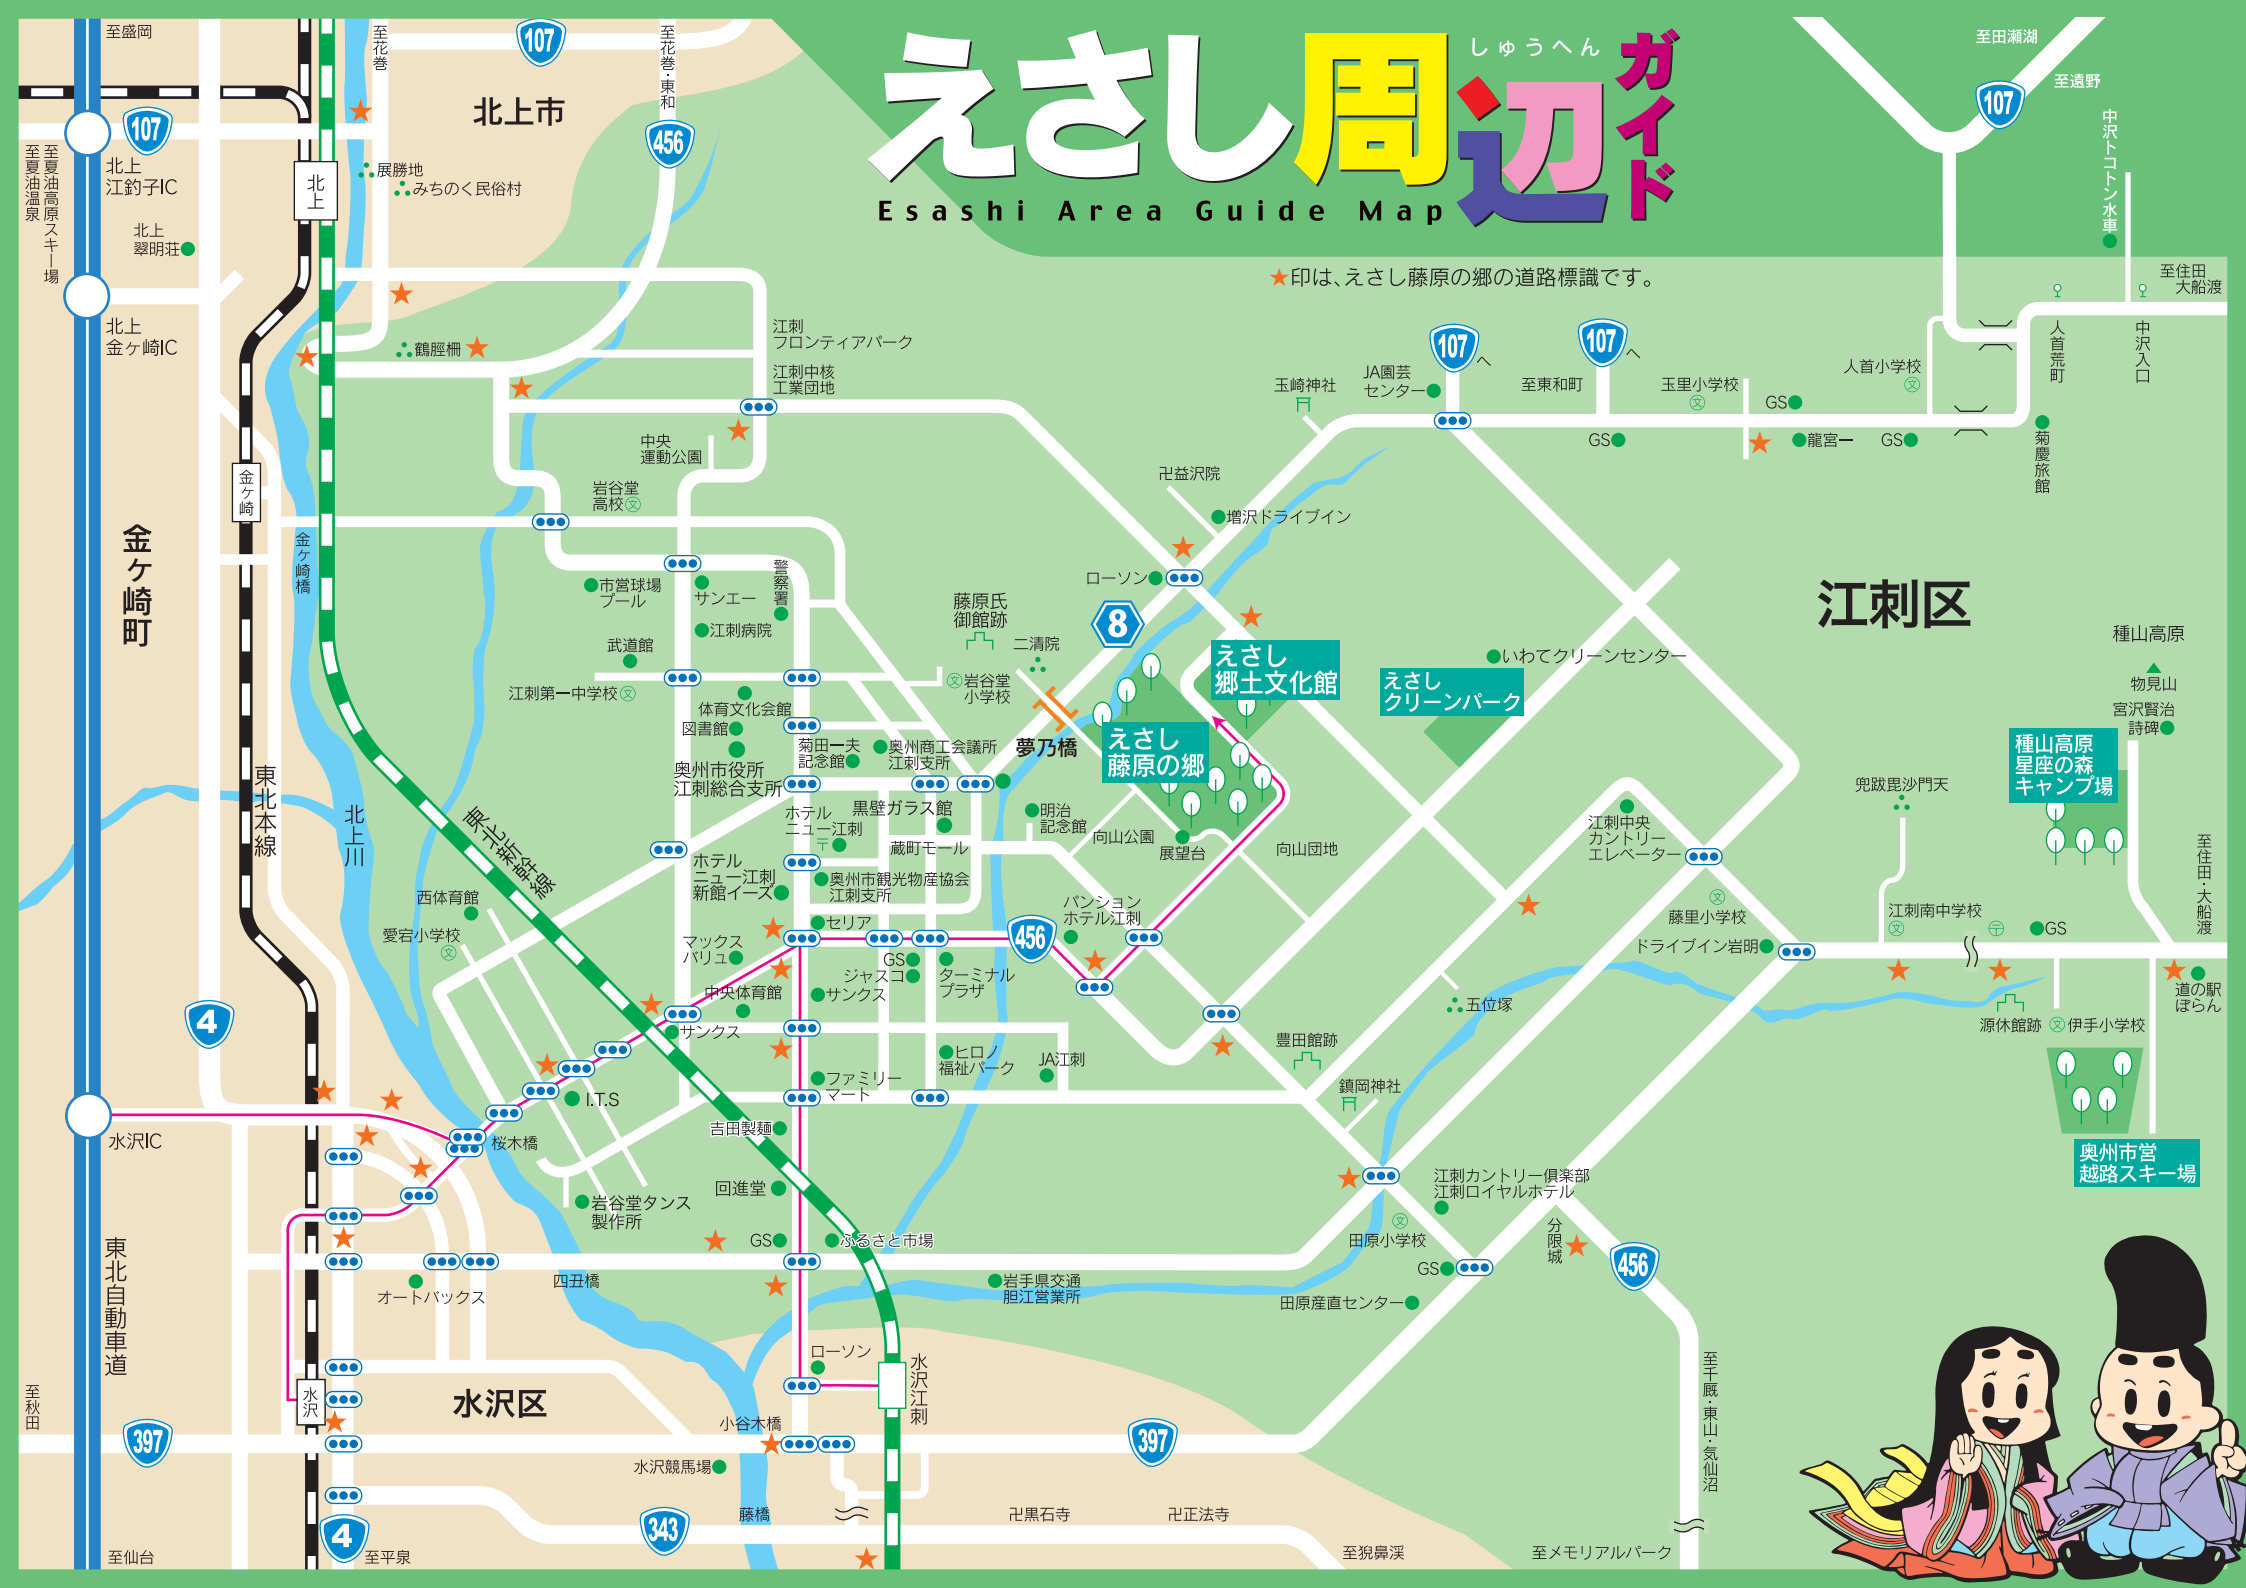 えさし周辺ガイド
しゅうへん
Esashi Area Guide Map
★印は、えさし藤原の郷の道路標識です。
至盛岡
至花巻
107
至花巻・東和
北上市
456
107
至夏油高原スキー場
至夏油温泉
北上
江釣子IC
北上
展勝地
みちのく民俗村
北上
翠明荘
北上
金ヶ崎IC
鶴脛柵
江刺
フロンティアパーク
江刺中核
工業団地
中央
運動公園
岩谷堂
高校
文
金ヶ崎
金ヶ崎橋
金ヶ崎町
市営球場
プール
サンエー
警察署
江刺病院
武道館
江刺第一中学校
文
体育文化会館
図書館
奥州市役所
江刺総合支所
菊田一夫
記念館
奥州商工会議所
江刺支所
藤原氏
御館跡
二清院
文
岩谷堂
小学校
夢乃橋
8
ローソン
卍益沢院
増沢ドライブイン
玉崎神社
JA園芸
センター
107
へ
107
へ
至東和町
玉里小学校
文
GS
GS
龍宮一
GS
人首小学校
文
至田瀬湖
107
至遠野
中沢トコトン水車
至住田
大船渡
人首荒町
中沢入口
菊慶旅館
江刺区
えさし
郷土文化館
えさし
藤原の郷
えさし
クリーンパーク
いわてクリーンセンター
種山高原
物見山
宮沢賢治
詩碑
種山高原
星座の森
キャンプ場
兜跋毘沙門天
江刺中央
カントリー
エレベーター
文
藤里小学校
ドライブイン岩明
江刺南中学校
文
〒
GS
至住田・大船渡
道の駅
ぽらん
源休館跡
文
伊手小学校
奥州市営
越路スキー場
東北本線
北上川
東北新幹線
ホテル
ニュー江刺
〒
黒壁ガラス館
明治
記念館
蔵町モール
向山公園
展望台
向山団地
ホテル
ニュー江刺
新館イーズ
奥州市観光物産協会
江刺支所
セリア
パンション
ホテル江刺
456
西体育館
愛宕小学校
文
マックス
バリュ
GS
ジャスコ
ターミナル
プラザ
中央体育館
サンクス
サンクス
五位塚
豊田館跡
ヒロノ
福祉パーク
JA江刺
ファミリー
マート
鎮岡神社
4
I.T.S
吉田製麺
水沢IC
桜木橋
回進堂
岩谷堂タンス
製作所
江刺カントリー倶楽部
江刺ロイヤルホテル
文
田原小学校
分限城
GS
ふるさと市場
GS
456
四丑橋
岩手県交通
胆江営業所
田原産直センター
オートバックス
東北自動車道
ローソン
水沢江刺
至秋田
水沢
水沢区
小谷木橋
397
397
水沢競馬場
至千厩・東山・気仙沼
4
343
藤橋
卍黒石寺
卍正法寺
至仙台
至平泉
至猊鼻渓
至メモリアルパーク